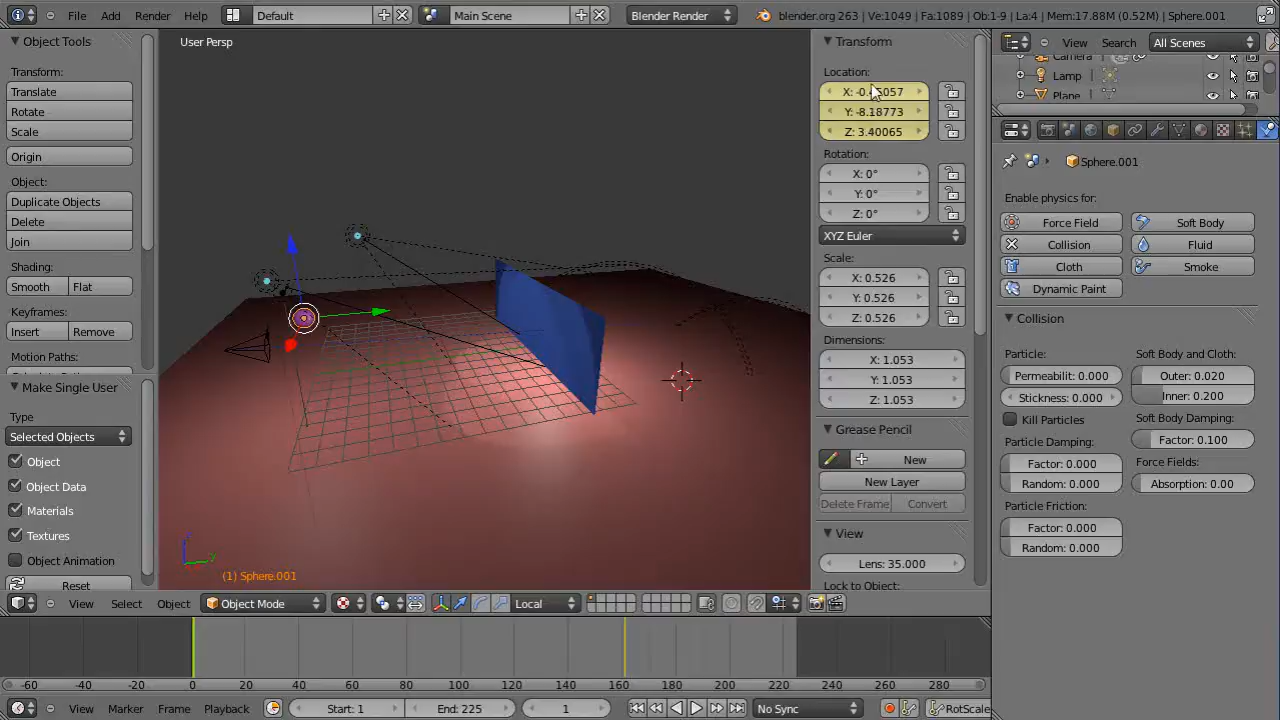 File Add Render Help Default Main Scene Blender Render blender.org 263 | Ve:1049 | Fa:1089 | Ob:1-9 | La:4 | Mem:17.88M (0.52M) | Sphere.001
Object Tools
Transform:
Translate
Rotate
Scale
Origin
Object:
Duplicate Objects
Delete
Join
Shading:
Smooth Flat
Keyframes:
Insert Remove
Motion Paths:
Make Single User
Type
Selected Objects
Object
Object Data
Materials
Textures
Object Animation
Reset
User Persp
(1) Sphere.001
Transform
Location:
Y: -8.18773
Z: 3.40065
Rotation:
X: 0°
Y: 0°
Z: 0°
XYZ Euler
Scale:
X: 0.526
Y: 0.526
Z: 0.526
Dimensions:
X: 1.053
Y: 1.053
Z: 1.053
Grease Pencil
New
New Layer
Delete Frame Convert
View
Lens: 35.000
Lock to Object:
View Search All Scenes
Camera
Lamp
Plane
Sphere.001
Enable physics for:
Force Field Soft Body
Collision Fluid
Cloth Smoke
Dynamic Paint
Collision
Particle: Soft Body and Cloth:
Permeabilit: 0.000 Outer: 0.020
Stickness: 0.000 Inner: 0.200
Kill Particles Soft Body Damping:
Factor: 0.100
Particle Damping: Force Fields:
Factor: 0.000 Absorption: 0.00
Random: 0.000
Particle Friction:
Factor: 0.000
Random: 0.000
View Select Object Object Mode Local
-60 -40 -20 0 20 40 60 80 100 120 140 160 180 200 220 240 260 280
View Marker Frame Playback Start: 1 End: 225 1 No Sync RotScale